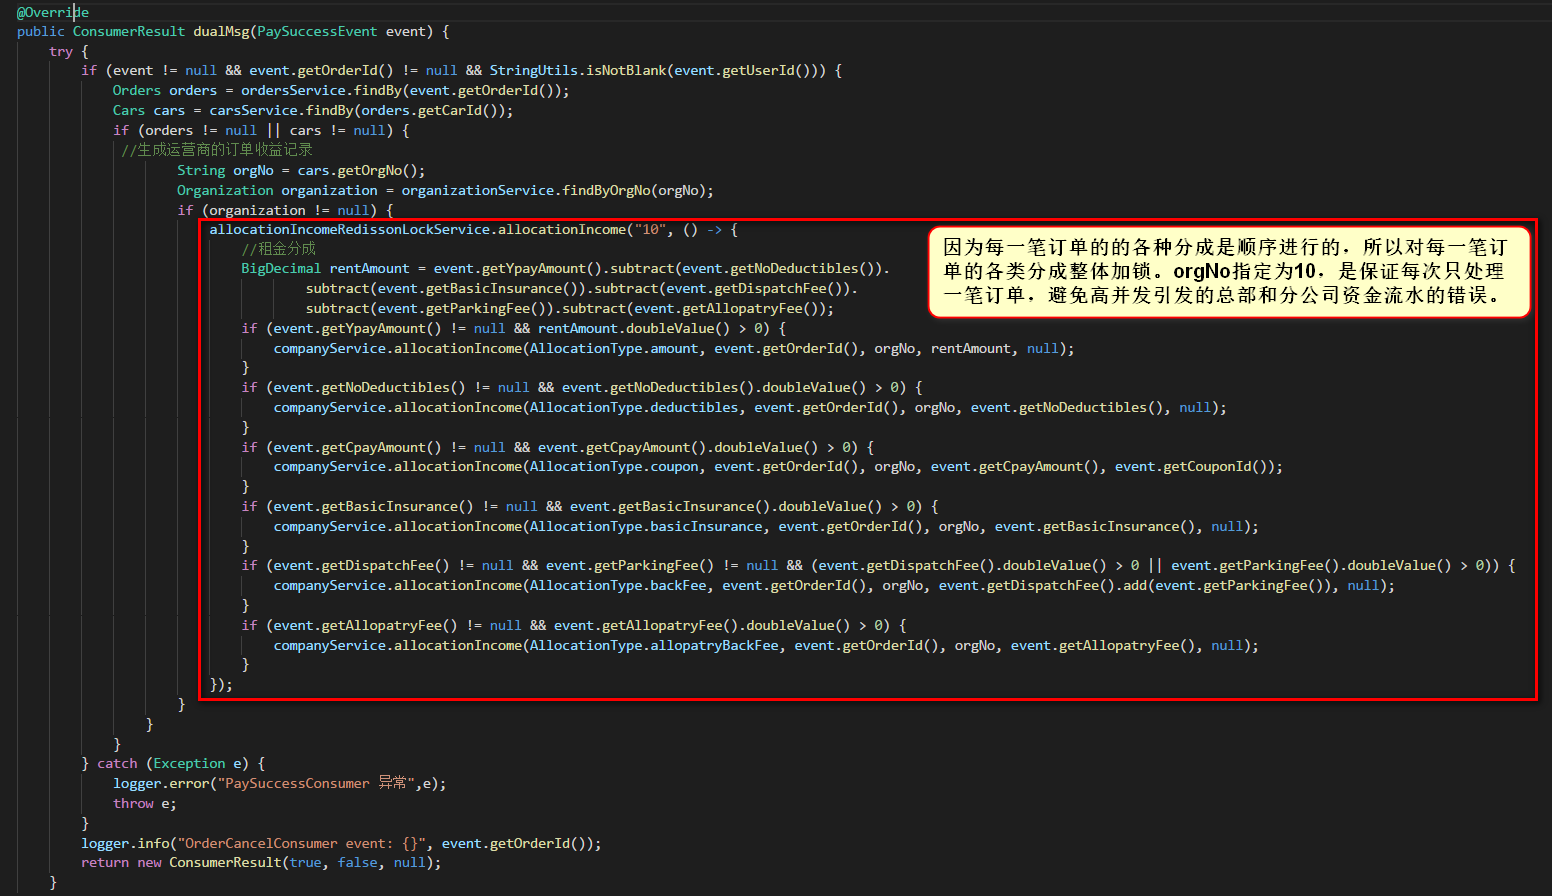 @Override
public ConsumerResult dualMsg(PaySuccessEvent event) {
try {
if (event != null && event.getOrderId() != null && StringUtils.isNotBlank(event.getUserId())) {
Orders orders = ordersService.findBy(event.getOrderId());
Cars cars = carsService.findBy(orders.getCarId());
if (orders != null || cars != null) {
//生成运营商的订单收益记录
String orgNo = cars.getOrgNo();
Organization organization = organizationService.findByOrgNo(orgNo);
if (organization != null) {
allocationIncomeRedissonLockService.allocationIncome("10", () -> {
//租金分成
BigDecimal rentAmount = event.getYpayAmount().subtract(event.getNoDeductibles()).
subtract(event.getBasicInsurance()).subtract(event.getDispatchFee()).
subtract(event.getParkingFee()).subtract(event.getAllopatryFee());
if (event.getYpayAmount() != null && rentAmount.doubleValue() > 0) {
companyService.allocationIncome(AllocationType.amount, event.getOrderId(), orgNo, rentAmount, null);
}
if (event.getNoDeductibles() != null && event.getNoDeductibles().doubleValue() > 0) {
companyService.allocationIncome(AllocationType.deductibles, event.getOrderId(), orgNo, event.getNoDeductibles(), null);
}
if (event.getCpayAmount() != null && event.getCpayAmount().doubleValue() > 0) {
companyService.allocationIncome(AllocationType.coupon, event.getOrderId(), orgNo, event.getCpayAmount(), event.getCouponId());
}
if (event.getBasicInsurance() != null && event.getBasicInsurance().doubleValue() > 0) {
companyService.allocationIncome(AllocationType.basicInsurance, event.getOrderId(), orgNo, event.getBasicInsurance(), null);
}
if (event.getDispatchFee() != null && event.getParkingFee() != null && (event.getDispatchFee().doubleValue() > 0 || event.getParkingFee().doubleValue() > 0)) {
companyService.allocationIncome(AllocationType.backFee, event.getOrderId(), orgNo, event.getDispatchFee().add(event.getParkingFee()), null);
}
if (event.getAllopatryFee() != null && event.getAllopatryFee().doubleValue() > 0) {
companyService.allocationIncome(AllocationType.allopatryBackFee, event.getOrderId(), orgNo, event.getAllopatryFee(), null);
}
});
}
}
}
} catch (Exception e) {
logger.error("PaySuccessConsumer 异常",e);
throw e;
}
logger.info("OrderCancelConsumer event: {}", event.getOrderId());
return new ConsumerResult(true, false, null);
}
因为每一笔订单的的各种分成是顺序进行的，所以对每一笔订
单的各类分成整体加锁。orgNo指定为10，是保证每次只处理
一笔订单，避免高并发引发的总部和分公司资金流水的错误。